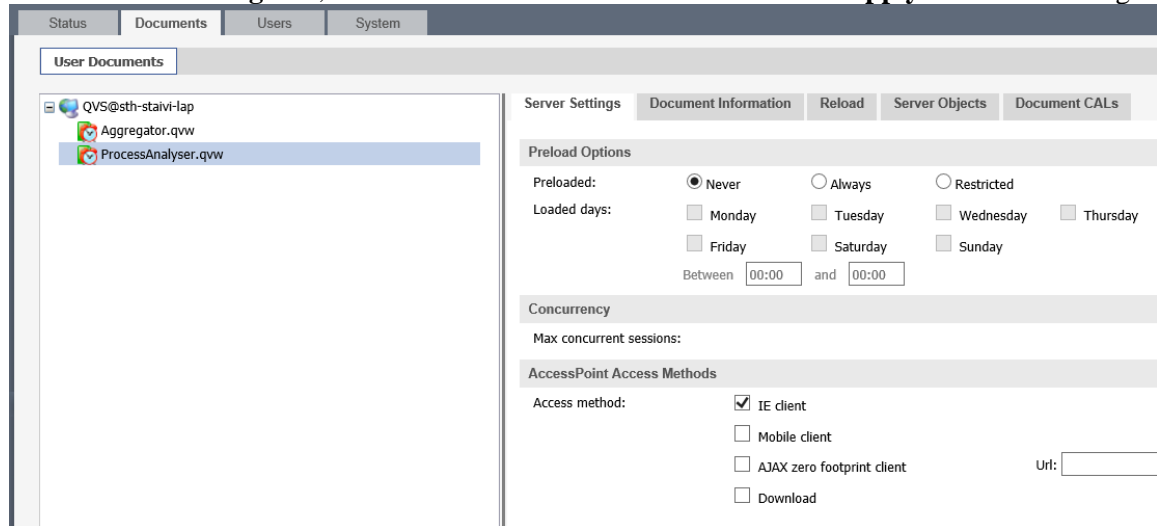 pply
Status Documents Users System
User Documents
QVS@sth-staivi-lap
Aggregator.qvw
ProcessAnalyser.qvw
Server Settings Document Information Reload Server Objects Document CALs
Preload Options
Preloaded: Never Always Restricted
Loaded days: Monday Tuesday Wednesday Thursday
Friday Saturday Sunday
Between 00:00 and 00:00
Concurrency
Max concurrent sessions:
AccessPoint Access Methods
Access method: IE client
Mobile client
AJAX zero footprint client Url:
Download